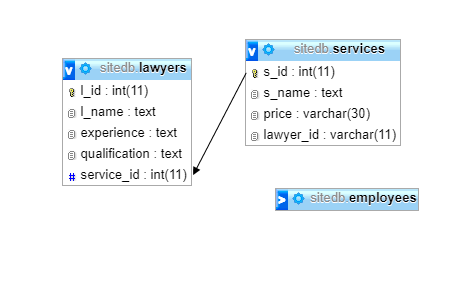 sitedb.lawyers
l_id : int(11)
l_name : text
experience : text
qualification : text
# service_id : int(11)
sitedb.services
s_id : int(11)
s_name : text
price : varchar(30)
lawyer_id : varchar(11)
sitedb.employees